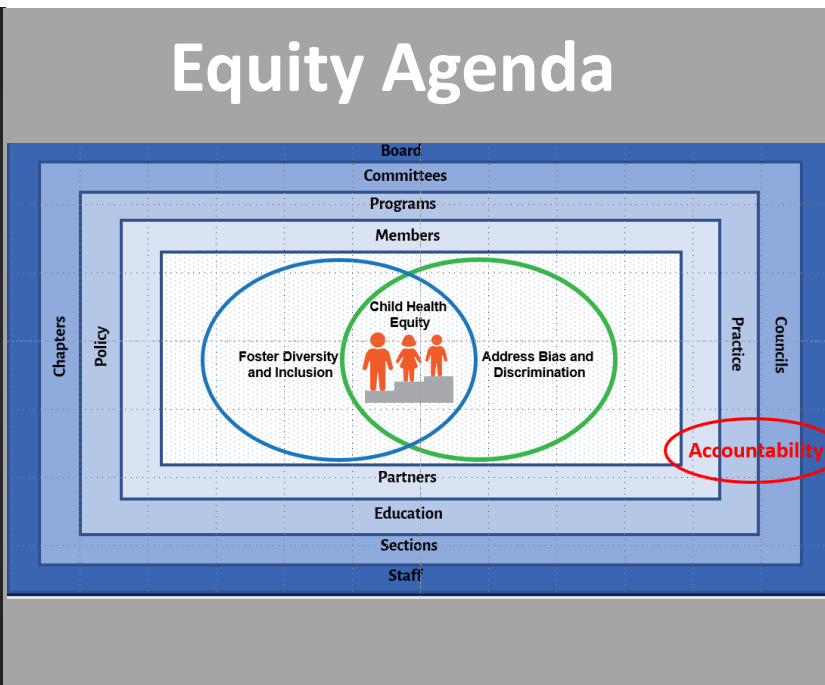 Equity Agenda
Board
Committees
Programs
Members
Chapters
Policy
Foster Diversity
and Inclusion
Child Health
Equity
Address Bias and
Discrimination
Practice
Councils
Accountability
Partners
Education
Sections
Staff